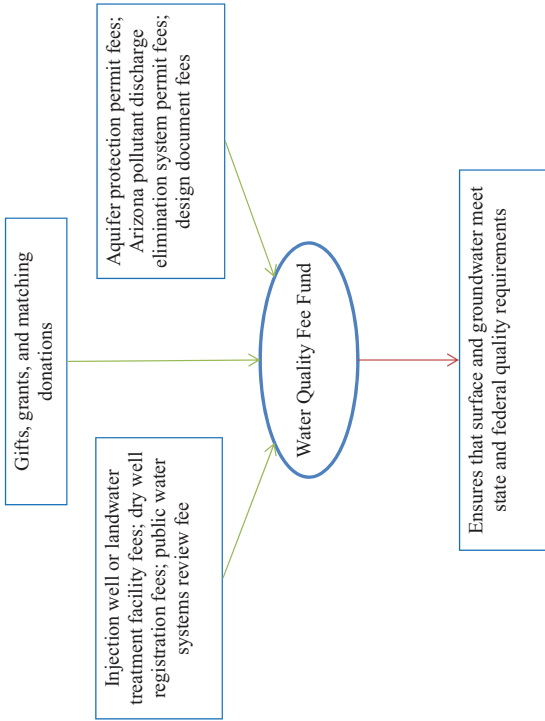 Gifts, grants, and matching
donations
Injection well or landwater
treatment facility fees; dry well
registration fees; public water
systems review fee
Aquifer protection permit fees;
Arizona pollutant discharge
elimination system permit fees;
design document fees
Water Quality Fee Fund
Ensures that surface and groundwater meet
state and federal quality requirements